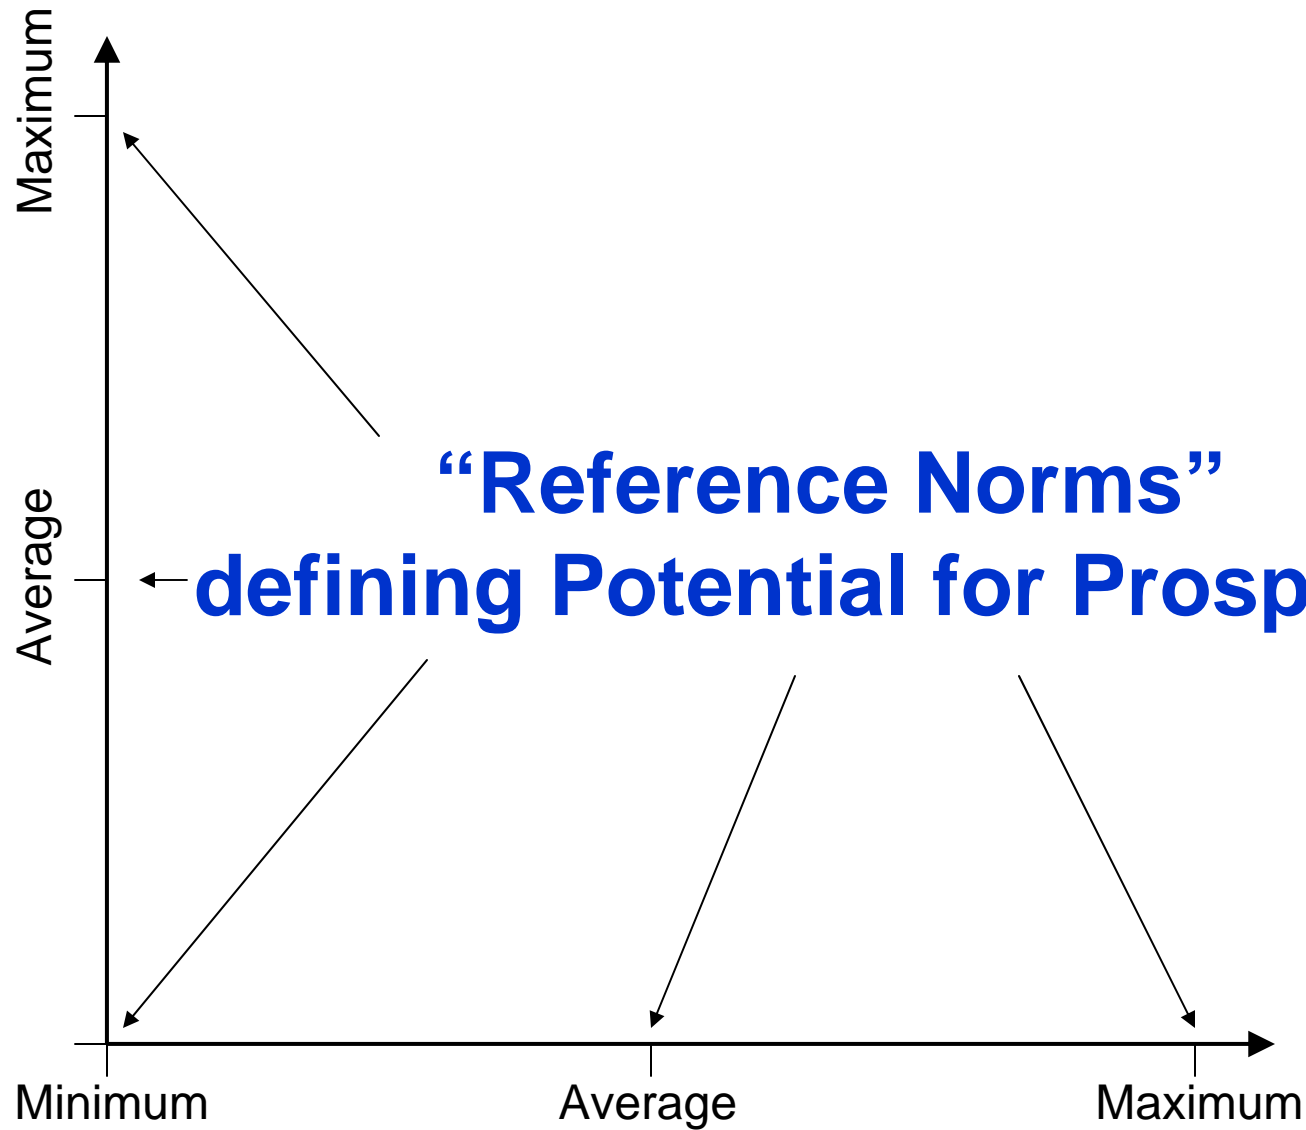 Maximum
“Reference Norms”
Average
defining Potential for Prosp
Minimum
Average
Maximum